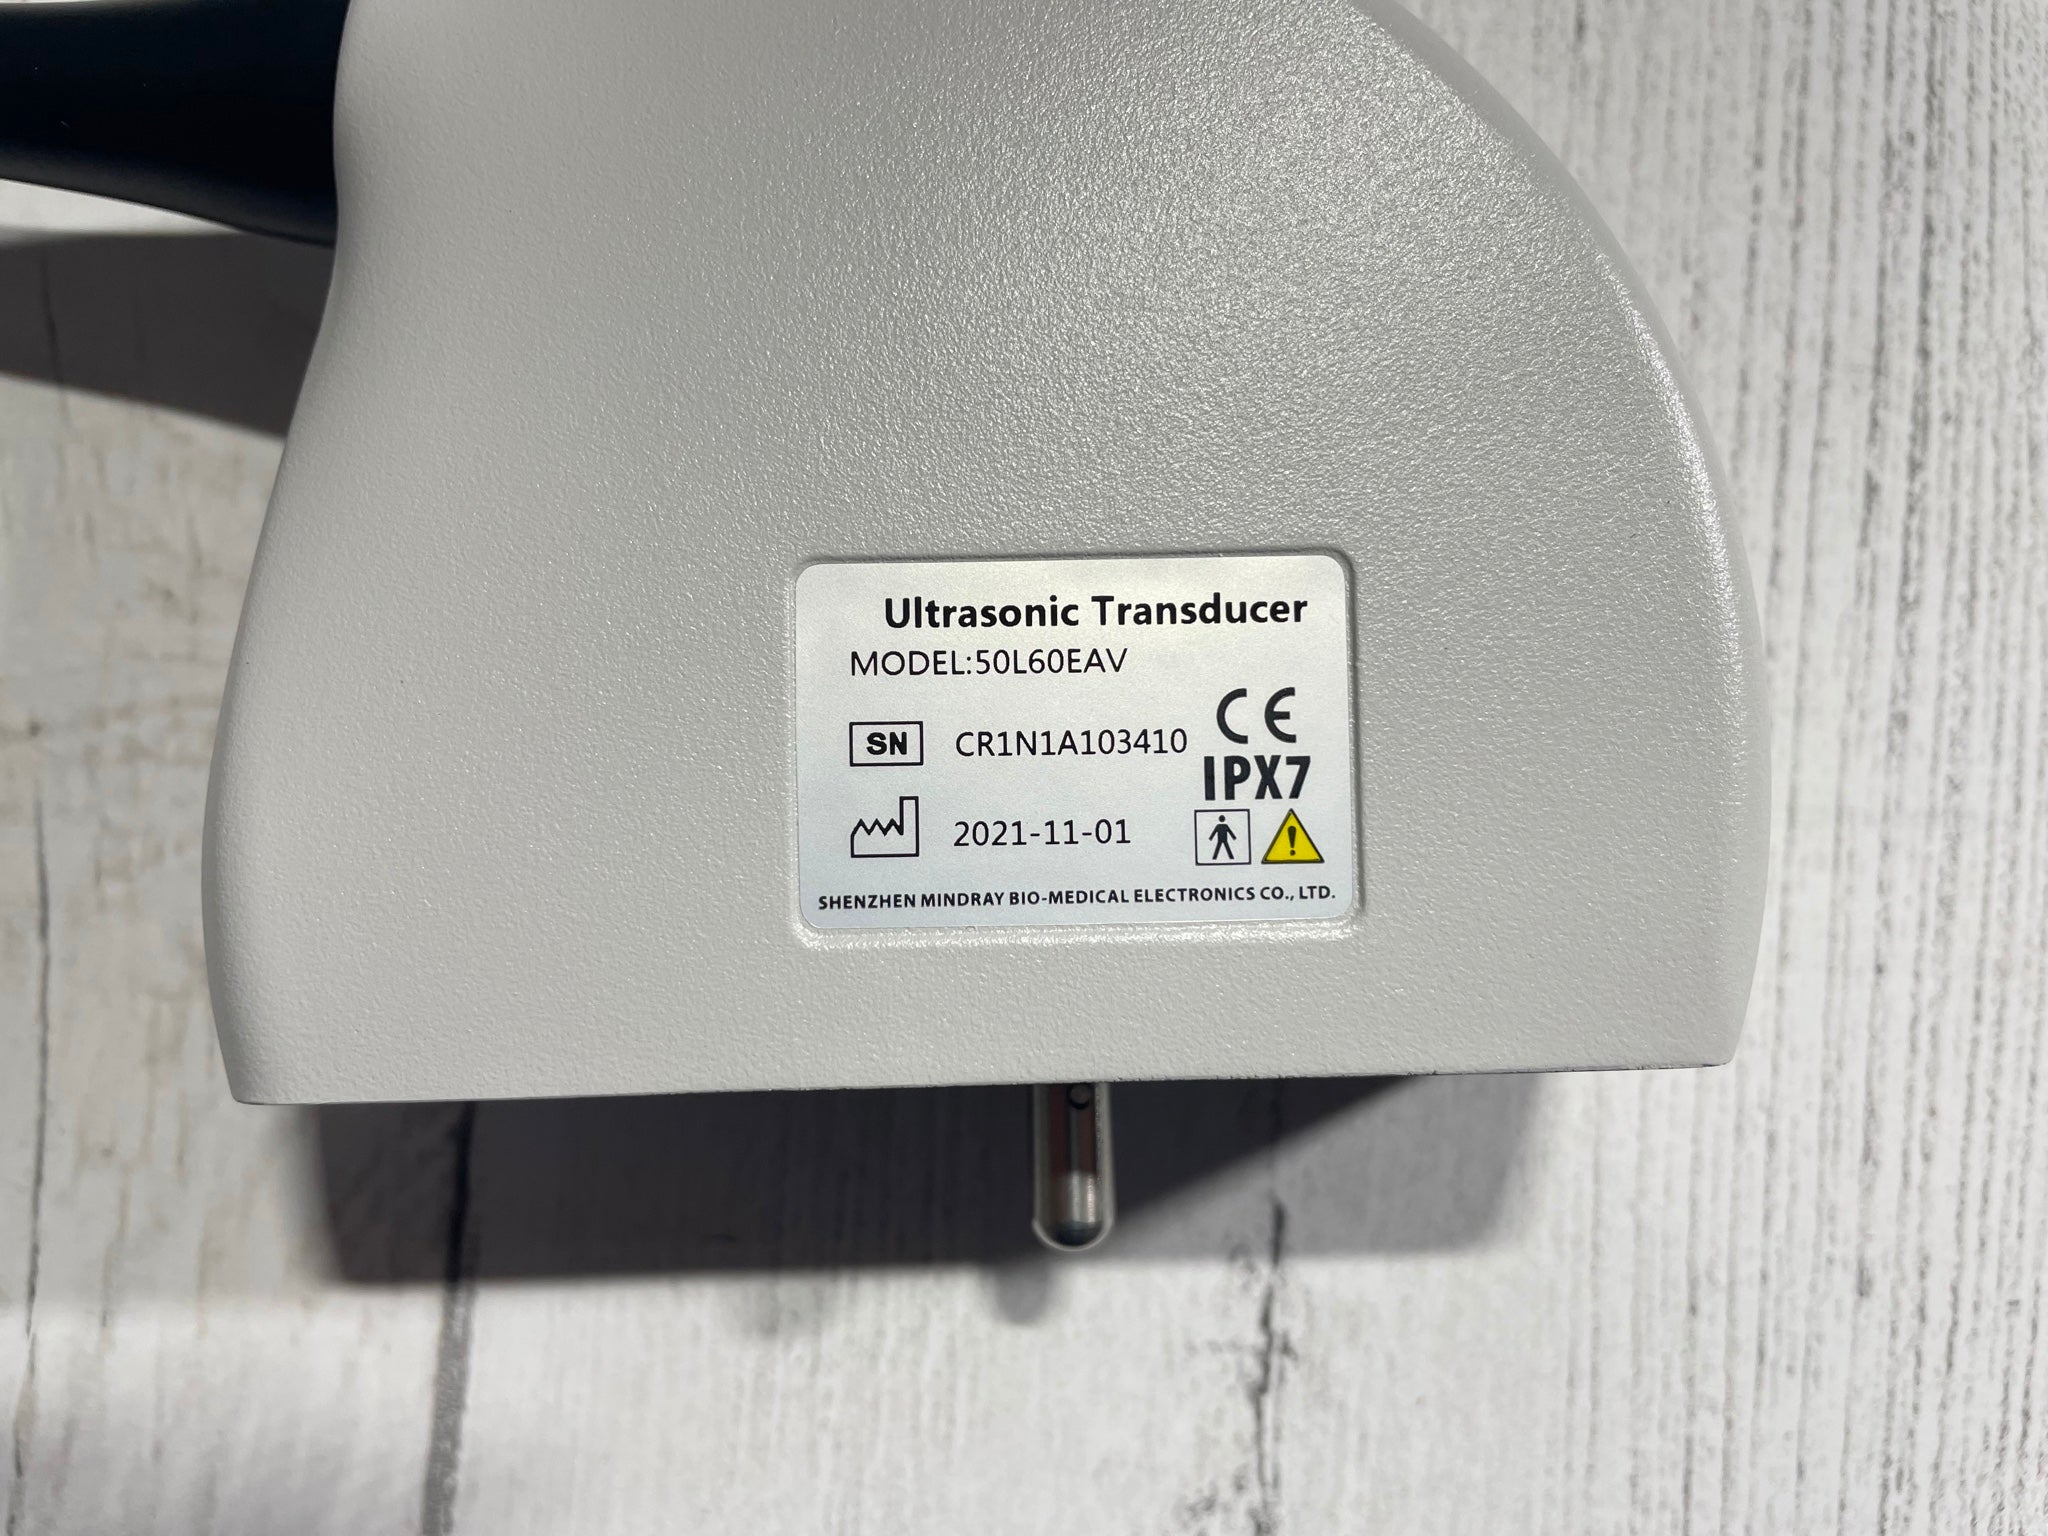 Ultrasonic Transducer
MODEL:50L60EAV
CE
SN CR1N1A103410
IPX7
2021-11-01
SHENZHEN MINDRAY BIO-MEDICAL ELECTRONICS CO., LTD.